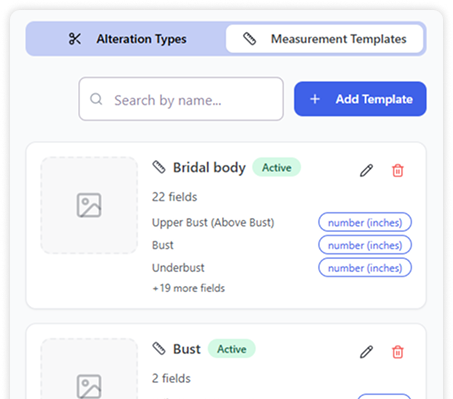 Alteration Types Measurement Templates
Search by name... + Add Template
Bridal body Active
22 fields
Upper Bust (Above Bust) number (inches)
Bust number (inches)
Underbust number (inches)
+19 more fields
Bust Active
2 fields